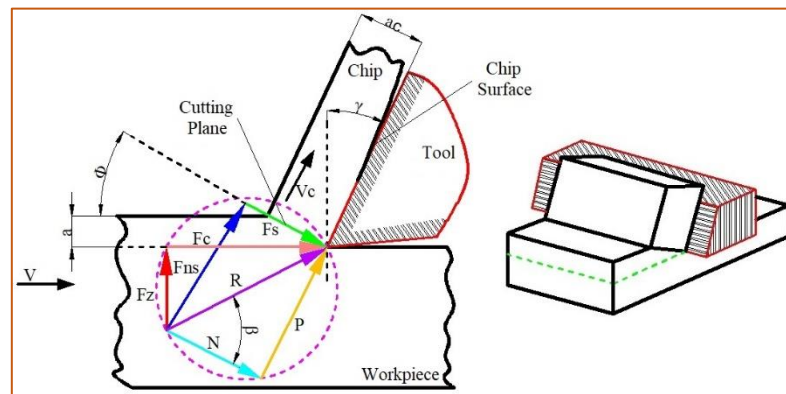 ac
Chip
Chip
Surface
γ
Cutting
Plane
Tool
Φ
Vc
a
Fs
Fc
V
Fns
R
Fz
β
P
N
Workpiece